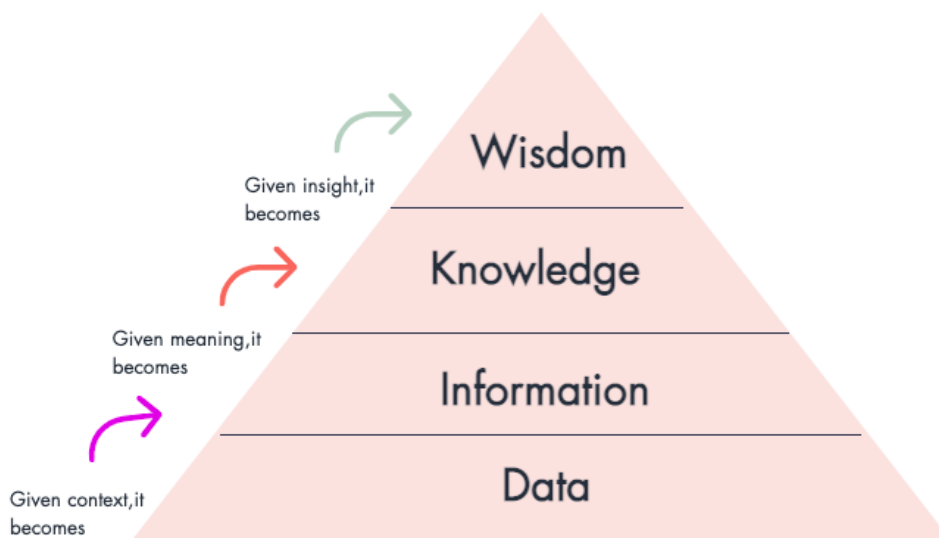 Wisdom
Given insight,it
becomes
Knowledge
Given meaning,it
becomes
Information
Given context,it
becomes
Data